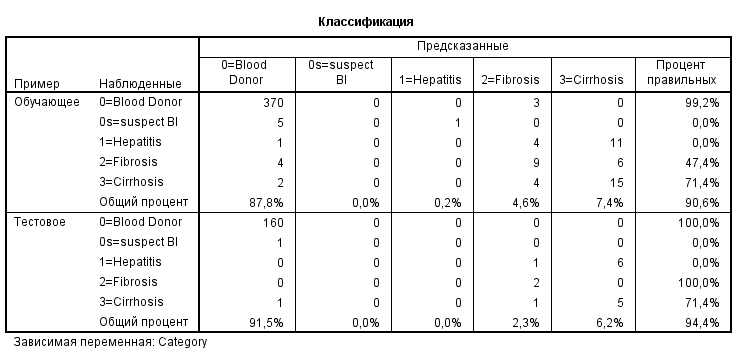 Классификация
Предсказанные
Пример Наблюденные 0=Blood Donor 0s=suspect Bl 1=Hepatitis 2=Fibrosis 3=Cirrhosis Процент правильных
Обучающее 0=Blood Donor 370 0 0 3 0 99,2%
0s=suspect Bl 5 0 1 0 0 0,0%
1=Hepatitis 1 0 0 4 11 0,0%
2=Fibrosis 4 0 0 9 6 47,4%
3=Cirrhosis 2 0 0 4 15 71,4%
Общий процент 87,8% 0,0% 0,2% 4,6% 7,4% 90,6%
Тестовое 0=Blood Donor 160 0 0 0 0 100,0%
0s=suspect Bl 1 0 0 0 0 0,0%
1=Hepatitis 0 0 0 1 6 0,0%
2=Fibrosis 0 0 0 2 0 100,0%
3=Cirrhosis 1 0 0 1 5 71,4%
Общий процент 91,5% 0,0% 0,0% 2,3% 6,2% 94,4%
Зависимая переменная: Category